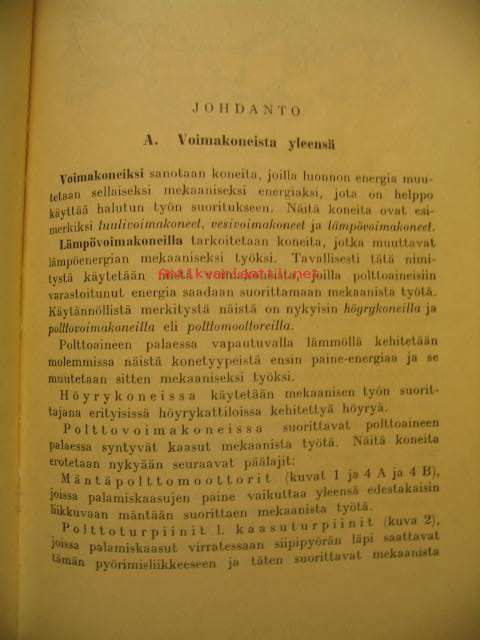 JOHDANTO
A. Voimakoneista yleensä
Voimakoneiksi sanotaan koneita, joilla luonnon energia muu-
tetaan sellaiseksi mekaaniseksi energiaksi, jota on helppo
käyttää halutun työn suoritukseen. Näitä koneita ovat esi-
merkiksi tuulivoimakoneet, vesivoimakoneet ja lämpövoimakoneet.
Lämpövoimakoneilla tarkoitetaan koneita, jotka muuttavat
lämpöenergian mekaaniseksi työksi. Tavallisesti tätä nimi-
tystä käytetään niistä voimakoneista, joilla polttoaineisiin
varastoitunut energia saadaan suorittamaan mekaanista työtä.
Käytännöllistä merkitystä näistä on nykyisin höyrykoneilla ja
polttovoimakoneilla eli polttomoottoreilla.
Polttoaineen palaessa vapautuvalla lämmöllä kehitetään
molemmissa näistä konetyypeistä ensin paine-energiaa ja se
muutetaan sitten mekaaniseksi työksi.
Höyrykoneissa käytetään mekaanisen työn suorit-
tajana erityisissä höyrykattiloissa kehitettyä höyryä.
Polttovoimakoneissa suorittavat polttoaineen
palaessa syntyvät kaasut mekaanista työtä. Näitä koneita
erotetaan nykyään seuraavat päälajit:
Mäntäpolttomoottorit (kuvat 1 ja 4 A ja 4 B),
joissa palamiskaasujen paine vaikuttaa yleensä edestakaisin
liikkuvaan mäntään suorittaen mekaanista työtä.
Polttoturpiinit l. kaasuturpiinit (kuva 2),
joissa palamiskaasut virratessaan siipipyörän läpi saattavat
tämän pyörimisliikkeeseen ja täten suorittavat mekaanista